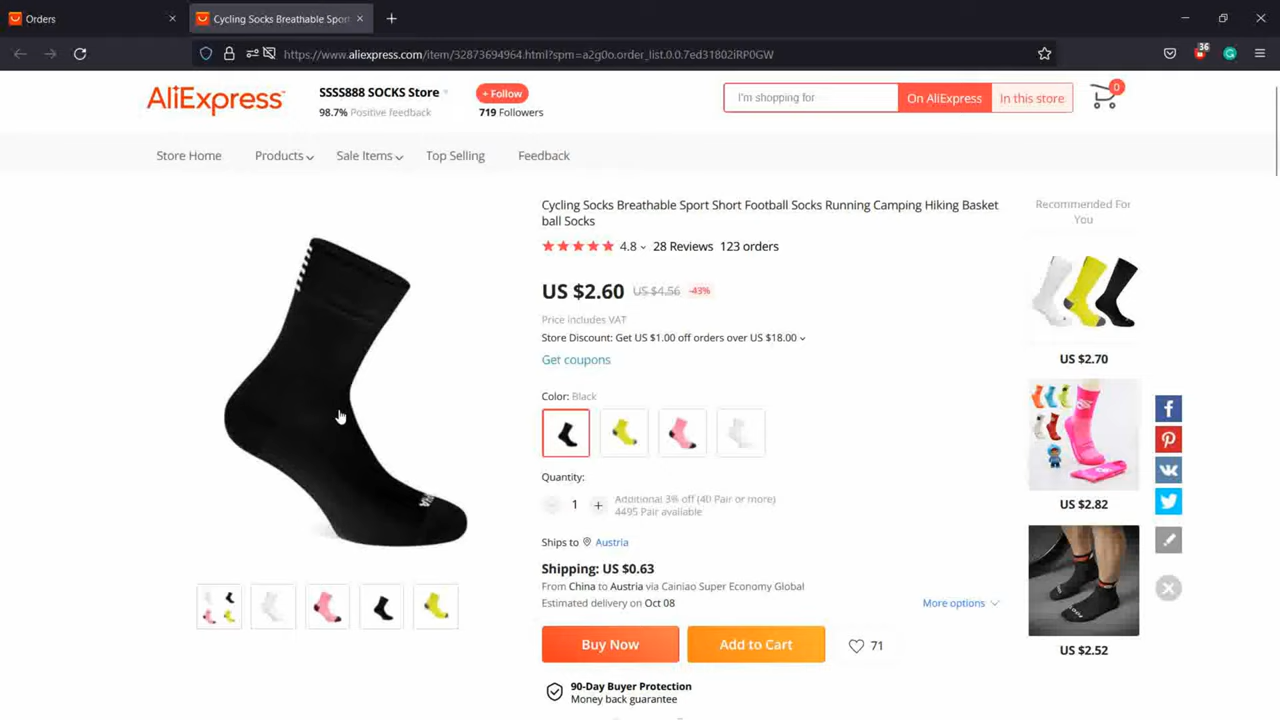 Orders
Cycling Socks Breathable Sport
https://www.aliexpress.com/item/32873694964.html?spm=a2g0o.order_list.0.0.7ed31802iRP0GW
36
AliExpress
SSSS888 SOCKS Store
98.7% Positive feedback
+ Follow
719 Followers
I'm shopping for
On AliExpress
In this store
0
Store Home
Products
Sale Items
Top Selling
Feedback
Cycling Socks Breathable Sport Short Football Socks Running Camping Hiking Basket
ball Socks
4.8
28 Reviews
123 orders
US $2.60
US $4.56
-43%
Price includes VAT
Store Discount: Get US $1.00 off orders over US $18.00
Get coupons
Color: Black
Quantity:
1
Additional 3% off (40 Pair or more)
4495 Pair available
Ships to
Austria
Shipping: US $0.63
From China to Austria via Cainiao Super Economy Global
Estimated delivery on Oct 08
More options
Buy Now
Add to Cart
71
90-Day Buyer Protection
Money back guarantee
Recommended For
You
US $2.70
US $2.82
US $2.52